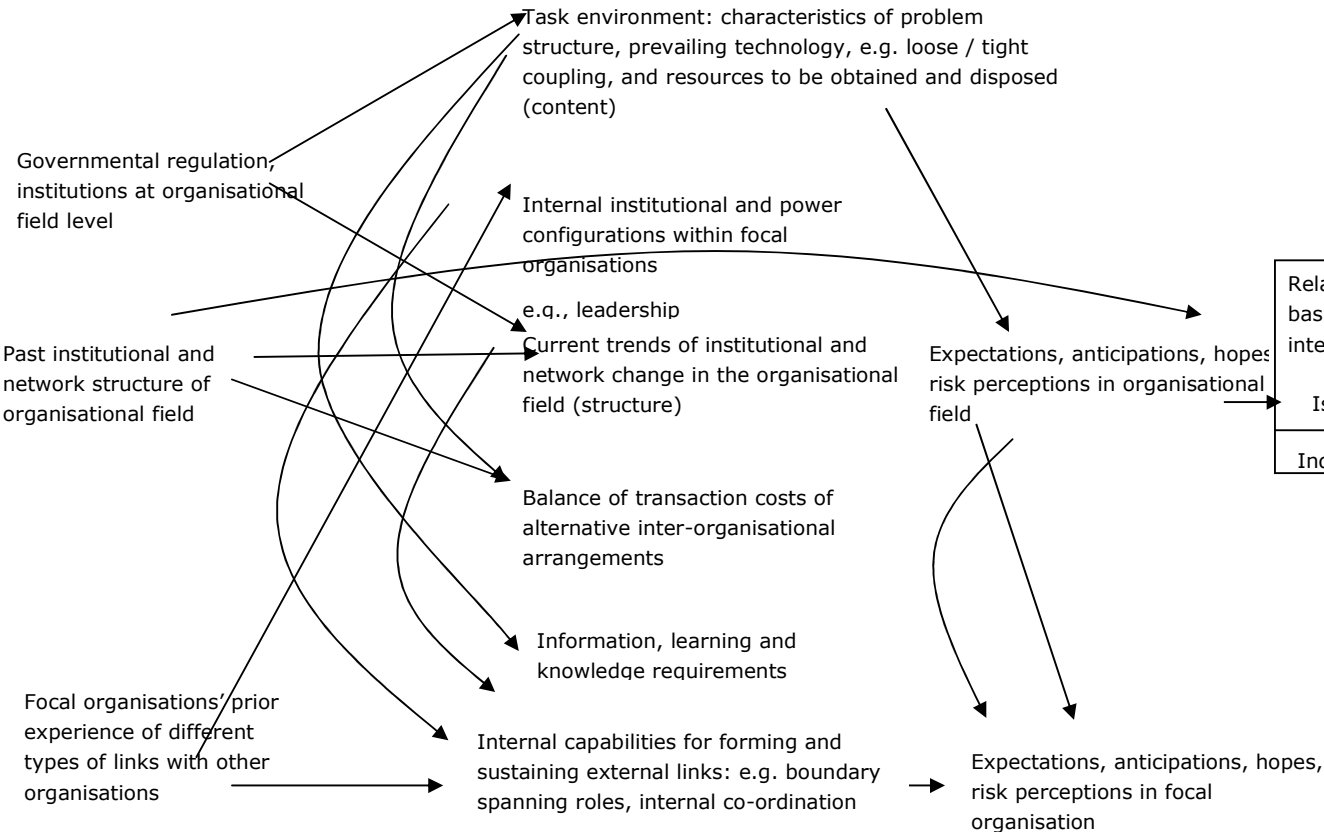 Task environment: characteristics of problem
structure, prevailing technology, e.g. loose / tight
coupling, and resources to be obtained and disposed
(content)
Governmental regulation,
institutions at organisational
field level
Internal institutional and power
configurations within focal
organisations
e.g., leadership
Past institutional and
network structure of
organisational field
Current trends of institutional and
network change in the organisational
field (structure)
Expectations, anticipations, hopes
risk perceptions in organisational
field
Balance of transaction costs of
alternative inter-organisational
arrangements
Information, learning and
knowledge requirements
Focal organisations’ prior
experience of different
types of links with other
organisations
Internal capabilities for forming and
sustaining external links: e.g. boundary
spanning roles, internal co-ordination
Expectations, anticipations, hopes,
risk perceptions in focal
organisation